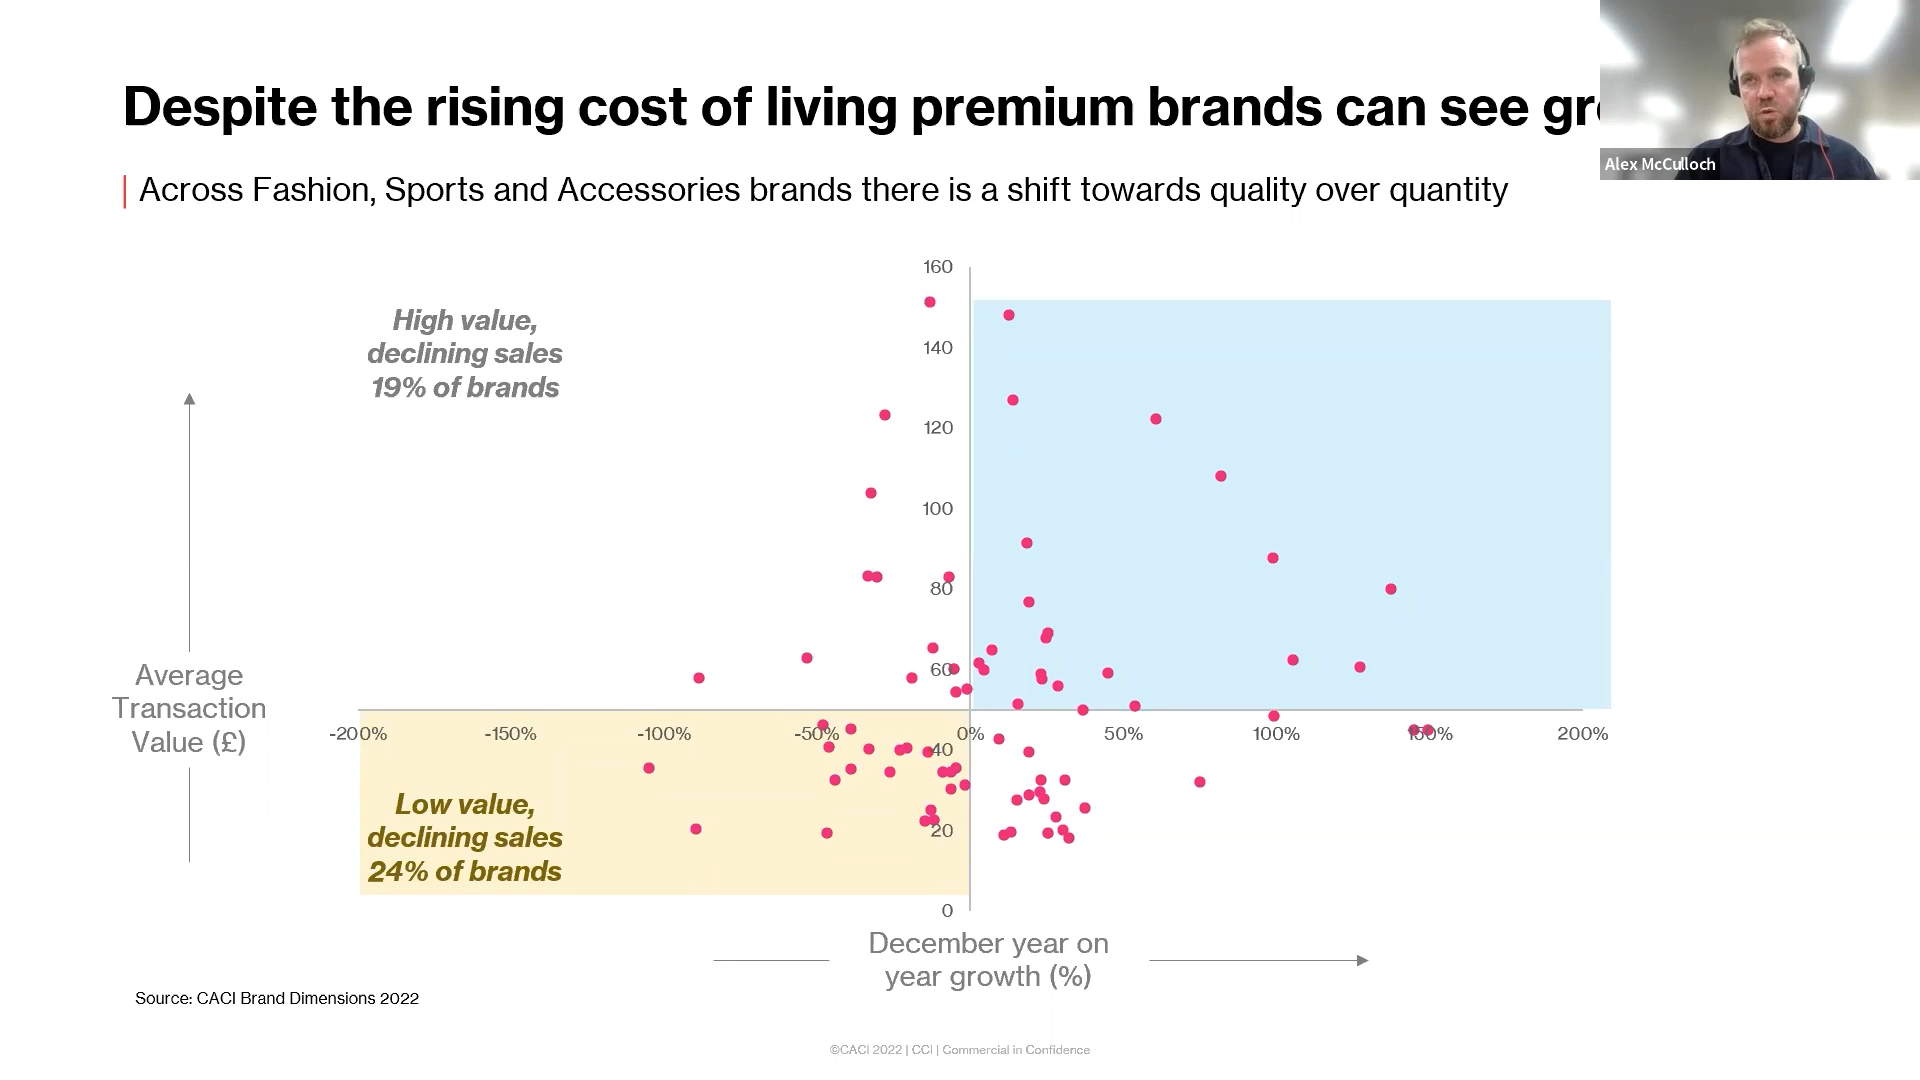 Despite the rising cost of living premium brands can see
Alex McCulloch
Across Fashion, Sports and Accessories brands there is a shift towards quality over quantity
160
High value,
declining sales
19% of brands
140
120
100
80
60
Average
Transaction
Value (£)
-200%
-150%
-100%
-50%
0%
50%
100%
150%
200%
40
Low value,
declining sales
24% of brands
20
0
December year on
year growth (%)
Source: CACI Brand Dimensions 2022
©CACI 2022 | CCI | Commercial in Confidence